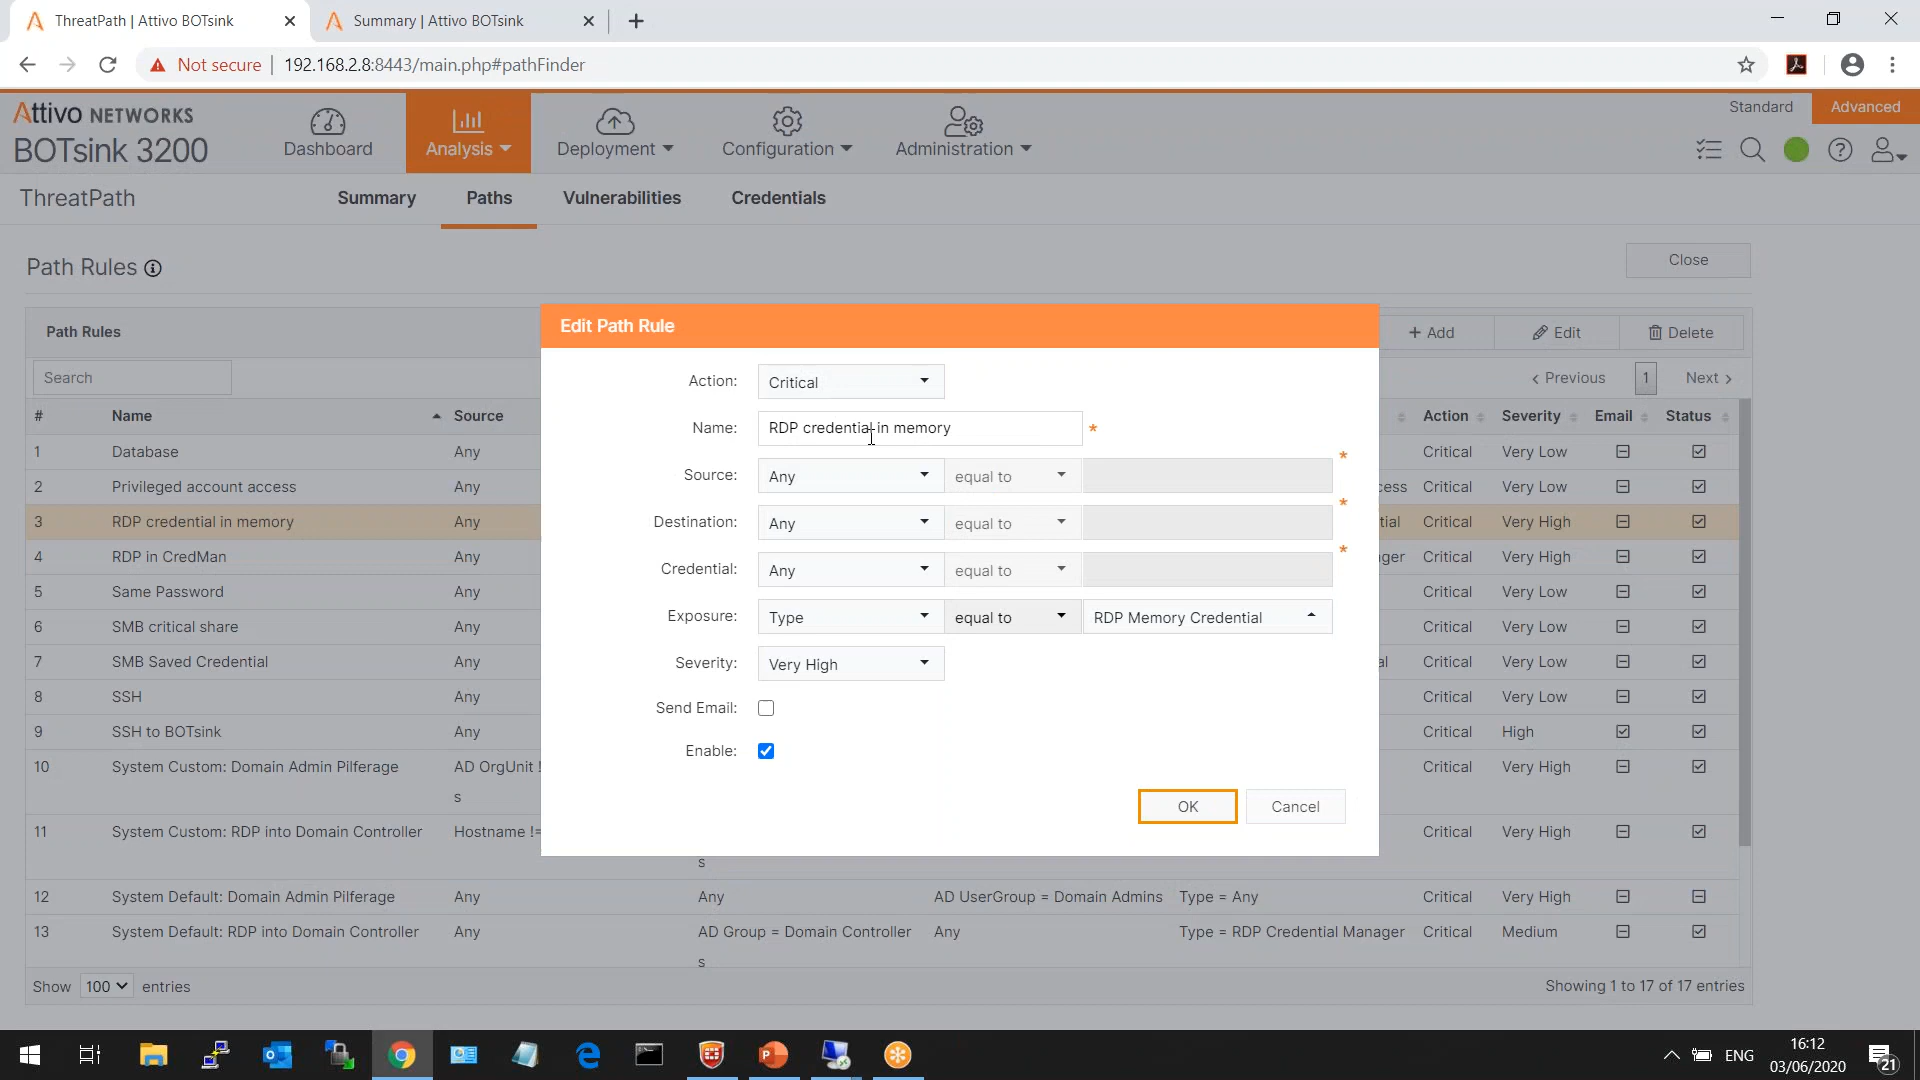 ThreatPath | Attivo BOTsink
Summary | Attivo BOTsink
Not secure
192.168.2.8:8443/main.php#pathFinder
Attivo NETWORKS
BOTsink 3200
Dashboard
Analysis
Deployment
Configuration
Administration
Standard
Advanced
ThreatPath
Summary
Paths
Vulnerabilities
Credentials
Path Rules
Close
Path Rules
+ Add
Edit
Delete
Search
Previous
1
Next
# Name Source Action Severity Email Status
1 Database Any Critical Very Low
2 Privileged account access Any cess Critical Very Low
3 RDP credential in memory Any tial Critical Very High
4 RDP in CredMan Any ger Critical Very High
5 Same Password Any Critical Very Low
6 SMB critical share Any Critical Very Low
7 SMB Saved Credential Any al Critical Very Low
8 SSH Any Critical Very Low
9 SSH to BOTsink Any Critical High
10 System Custom: Domain Admin Pilferage AD OrgUnit ! Critical Very High
s
11 System Custom: RDP into Domain Controller Hostname != Critical Very High
s
12 System Default: Domain Admin Pilferage Any Any AD UserGroup = Domain Admins Type = Any Critical Very High
13 System Default: RDP into Domain Controller Any AD Group = Domain Controller Any Type = RDP Credential Manager Critical Medium
s
Show 100 entries
Showing 1 to 17 of 17 entries
Edit Path Rule
Action: Critical
Name: RDP credential in memory *
Source: Any equal to *
Destination: Any equal to *
Credential: Any equal to *
Exposure: Type equal to RDP Memory Credential
Severity: Very High
Send Email:
Enable:
OK
Cancel
ENG
16:12
03/06/2020
21